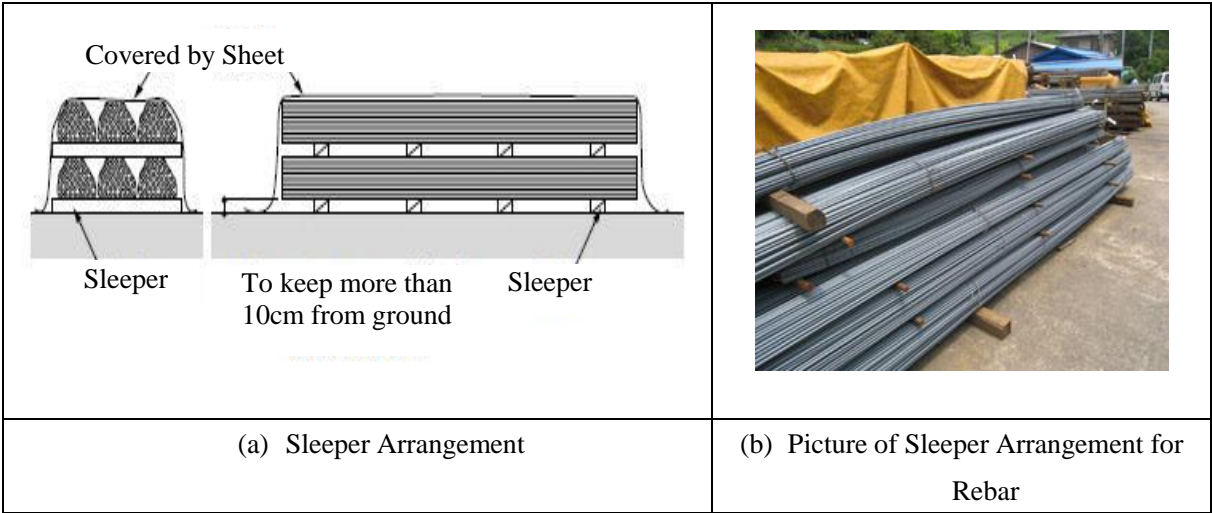 Covered by Sheet
Sleeper
To keep more than
10cm from ground
Sleeper
(a) Sleeper Arrangement
(b) Picture of Sleeper Arrangement for
Rebar